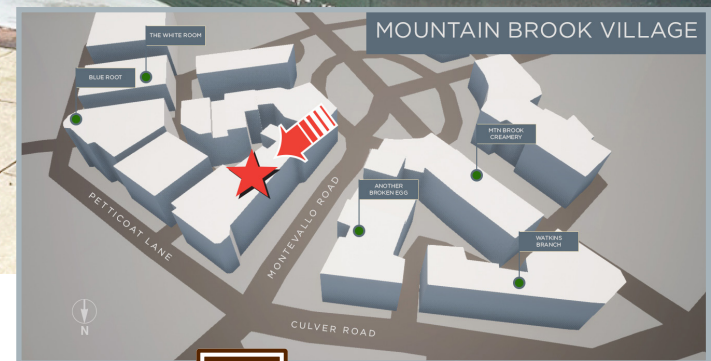 MOUNTAIN BROOK VILLAGE
THE WHITE ROOM
BLUE ROOT
MTN BROOK
CREAMERY
ANOTHER
BROKEN EGG
WATKINS
BRANCH
PETTICOAT LANE
MONTEVALLO ROAD
CULVER ROAD
N